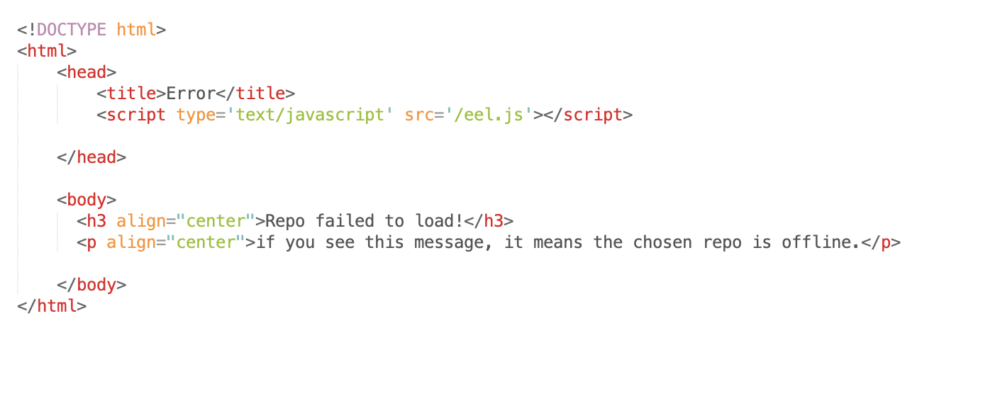 <!DOCTYPE html>
<html>
    <head>
        <title>Error</title>
        <script type='text/javascript' src='/eel.js'></script>

    </head>

    <body>
      <h3 align="center">Repo failed to load!</h3>
      <p align="center">if you see this message, it means the chosen repo is offline.</p>

    </body>
</html>